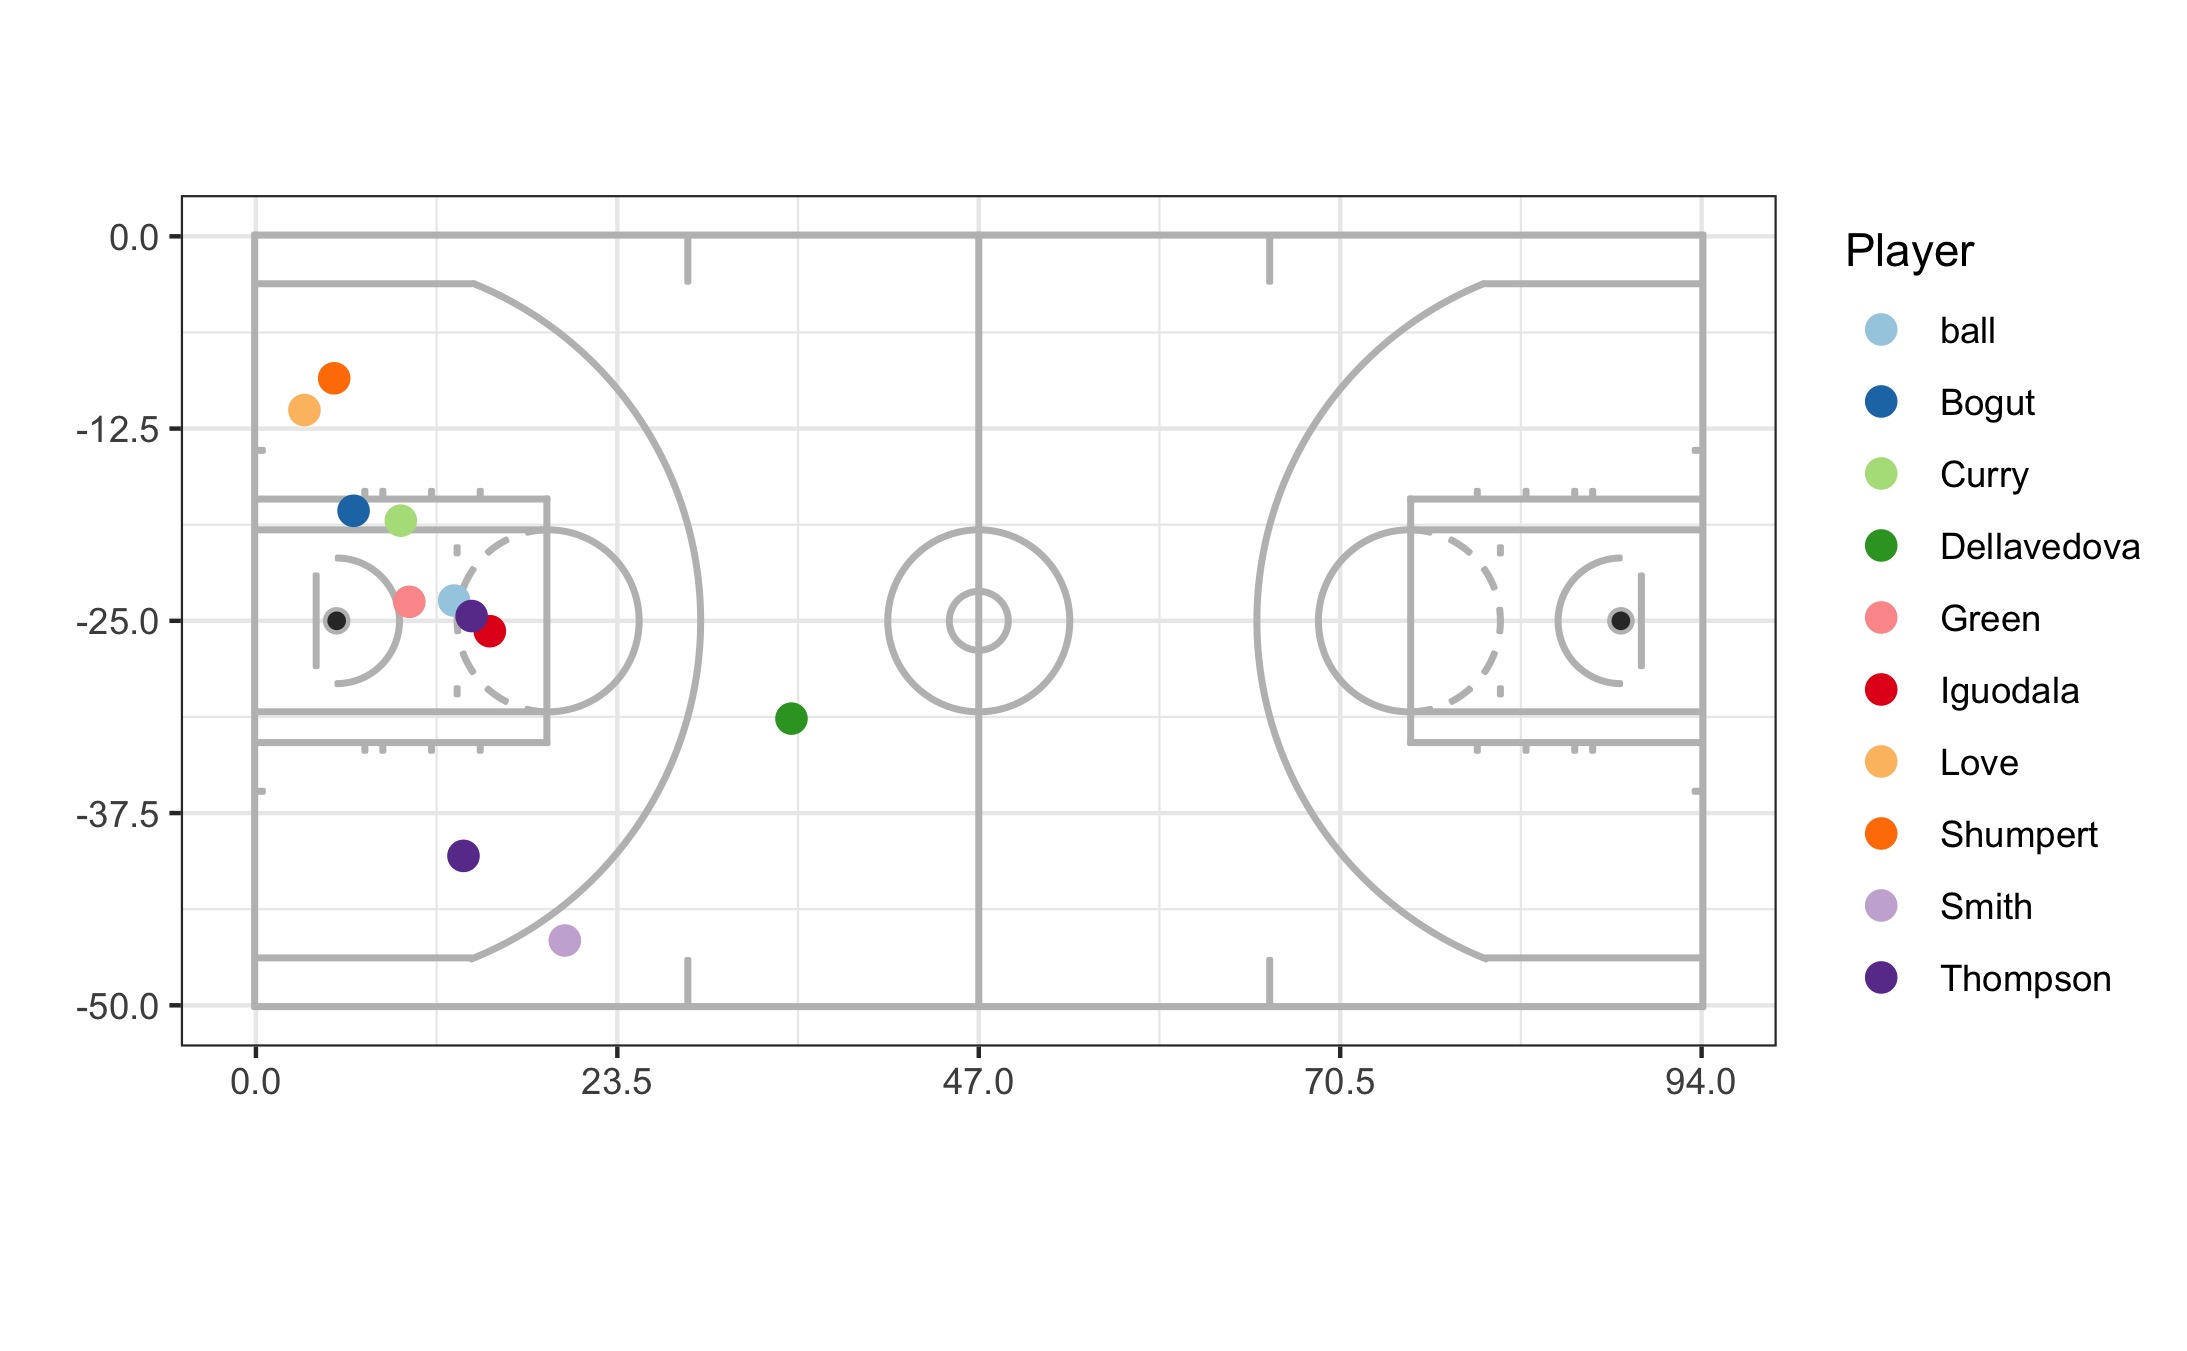 0.0
-12.5
-25.0
-37.5
-50.0
0.0 23.5 47.0 70.5 94.0
Player
ball
Bogut
Curry
Dellavedova
Green
Iguodala
Love
Shumpert
Smith
Thompson